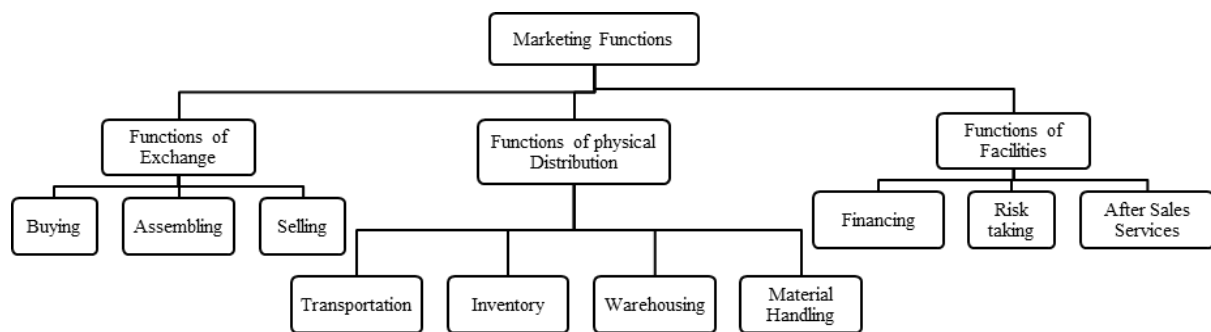 Marketing Functions
Functions of
Exchange
Functions of physical
Distribution
Functions of
Facilities
Buying
Assembling
Selling
Financing
Risk
taking
After Sales
Services
Transportation
Inventory
Warehousing
Material
Handling